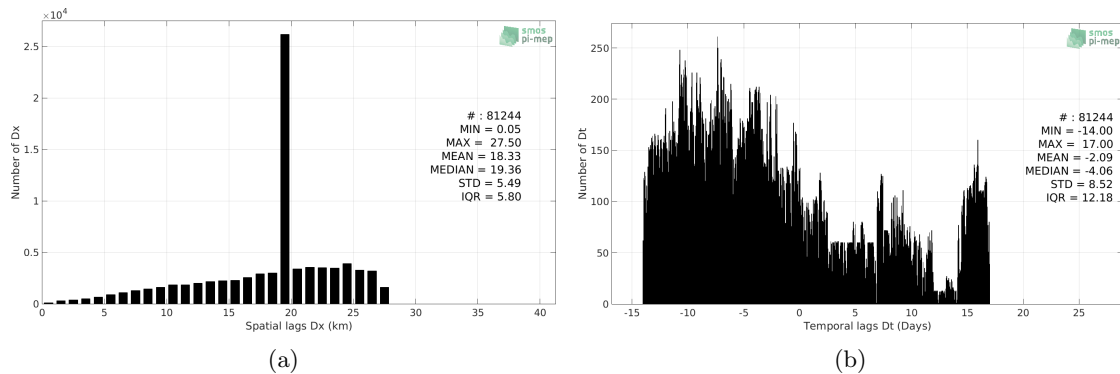 ×10⁴
2.5
2
1.5
1
0.5
0
Number of Dx
0 5 10 15 20 25 30 35 40
Spatial lags Dx (km)
smos
pi-mep
# : 81244
MIN = 0.05
MAX = 27.50
MEAN = 18.33
MEDIAN = 19.36
STD = 5.49
IQR = 5.80
(a)
250
200
150
100
50
0
Number of Dt
-15 -10 -5 0 5 10 15 20 25
Temporal lags Dt (Days)
smos
pi-mep
# : 81244
MIN = -14.00
MAX = 17.00
MEAN = -2.09
MEDIAN = -4.06
STD = 8.52
IQR = 12.18
(b)